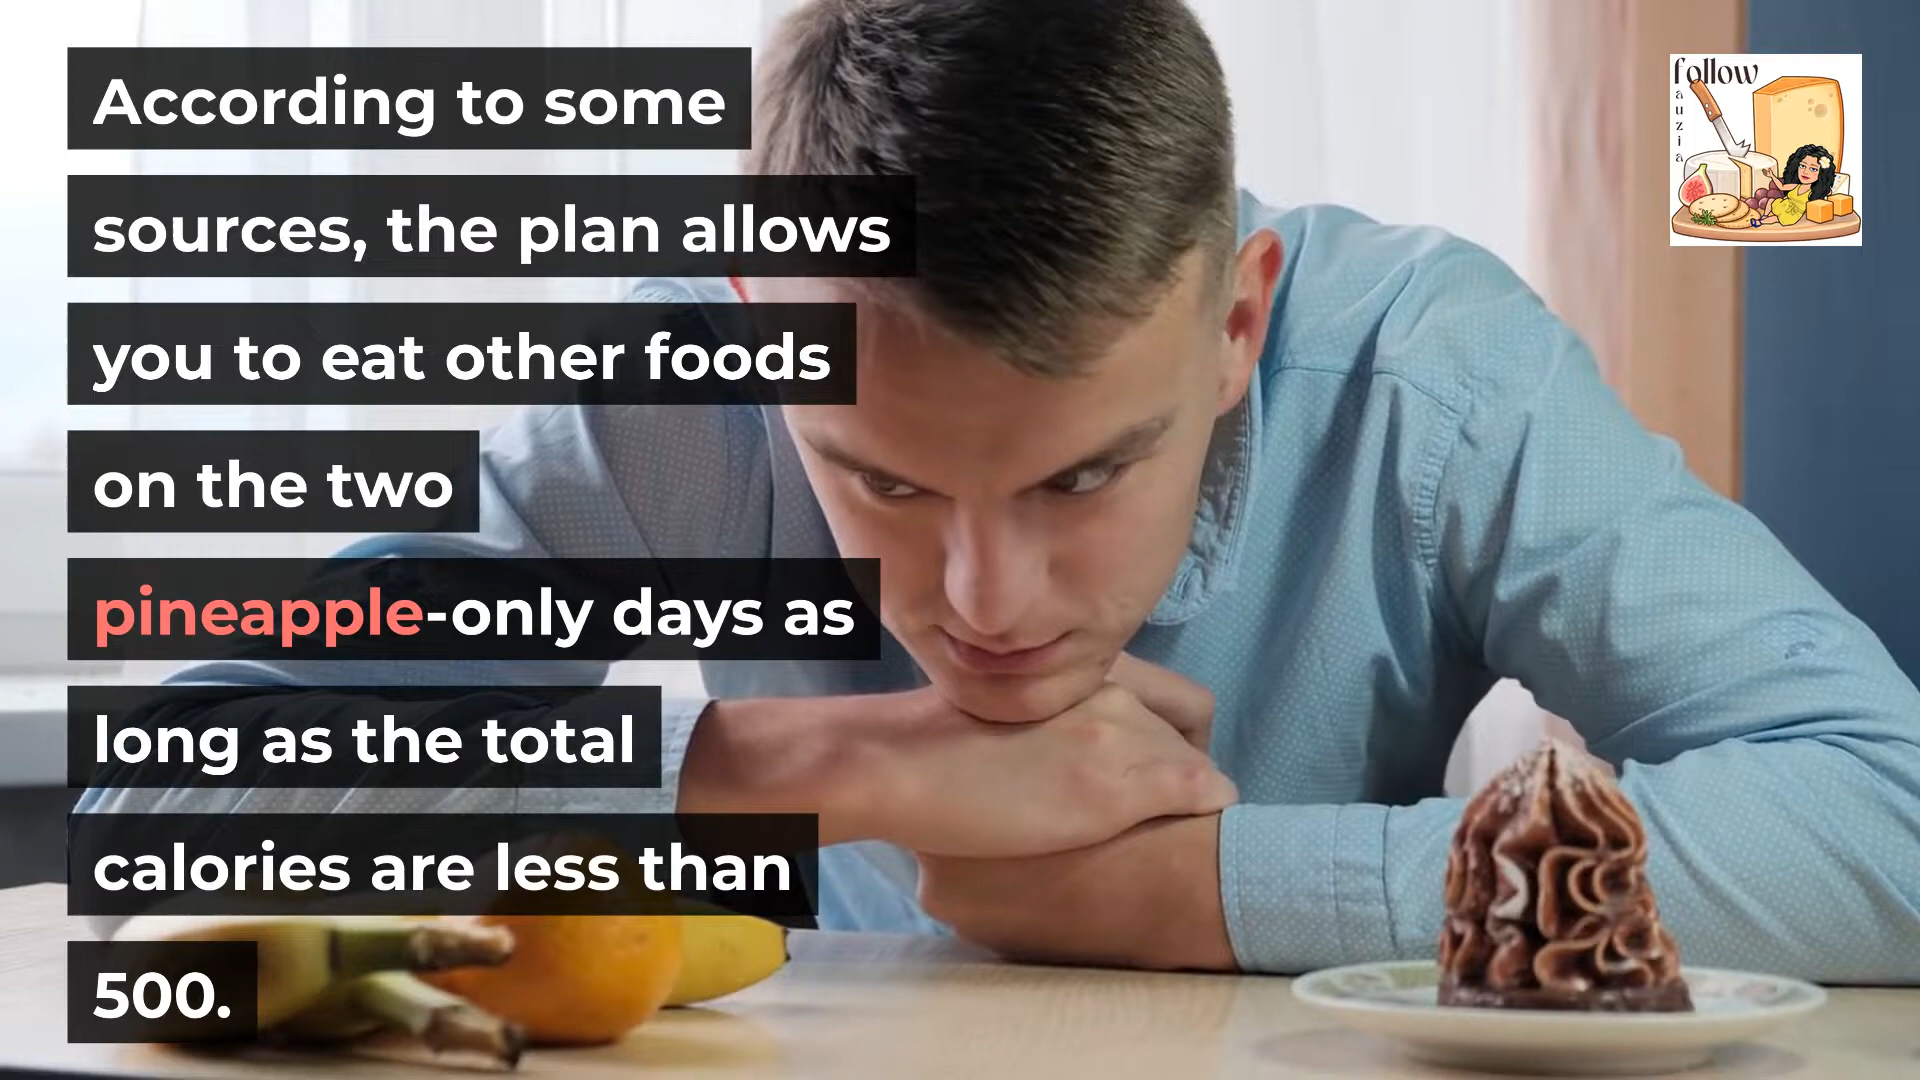 According to some
sources, the plan allows
you to eat other foods
on the two
pineapple-only days as
long as the total
calories are less than
500.
follow
fauzia